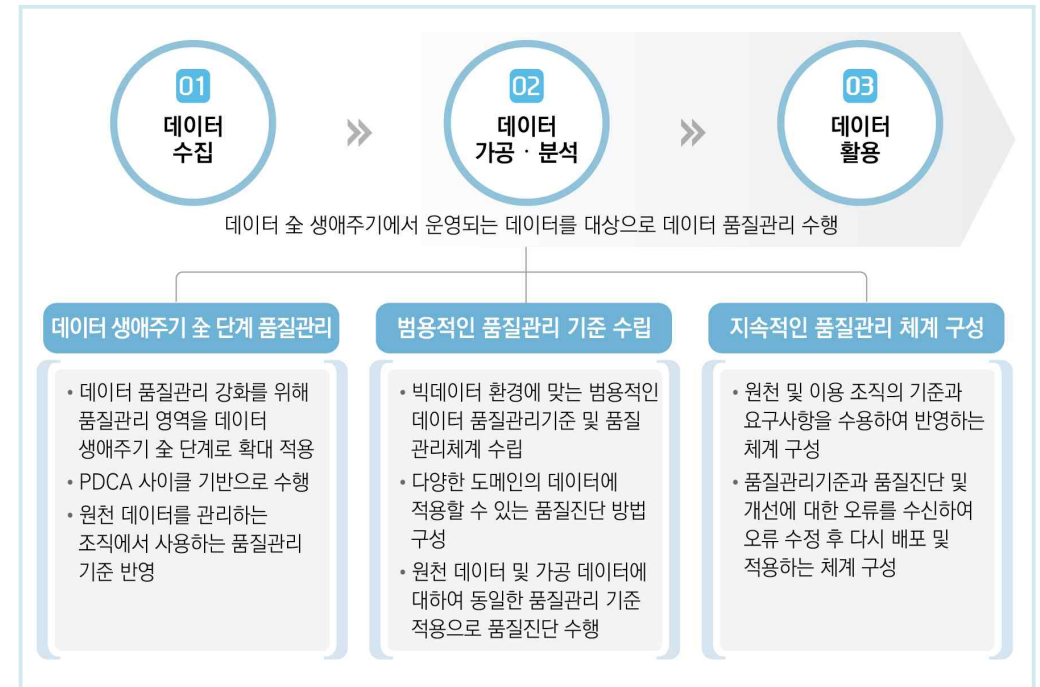 01
데이터
수집
02
데이터
가공 · 분석
03
데이터
활용
데이터 全 생애주기에서 운영되는 데이터를 대상으로 데이터 품질관리 수행
데이터 생애주기 全 단계 품질관리
• 데이터 품질관리 강화를 위해
품질관리 영역을 데이터
생애주기 全 단계로 확대 적용
• PDCA 사이클 기반으로 수행
• 원천 데이터를 관리하는
조직에서 사용하는 품질관리
기준 반영
범용적인 품질관리 기준 수립
• 빅데이터 환경에 맞는 범용적인
데이터 품질관리기준 및 품질
관리체계 수립
• 다양한 도메인의 데이터에
적용할 수 있는 품질진단 방법
구성
• 원천 데이터 및 가공 데이터에
대하여 동일한 품질관리 기준
적용으로 품질진단 수행
지속적인 품질관리 체계 구성
• 원천 및 이용 조직의 기준과
요구사항을 수용하여 반영하는
체계 구성
• 품질관리기준과 품질진단 및
개선에 대한 오류를 수신하여
오류 수정 후 다시 배포 및
적용하는 체계 구성